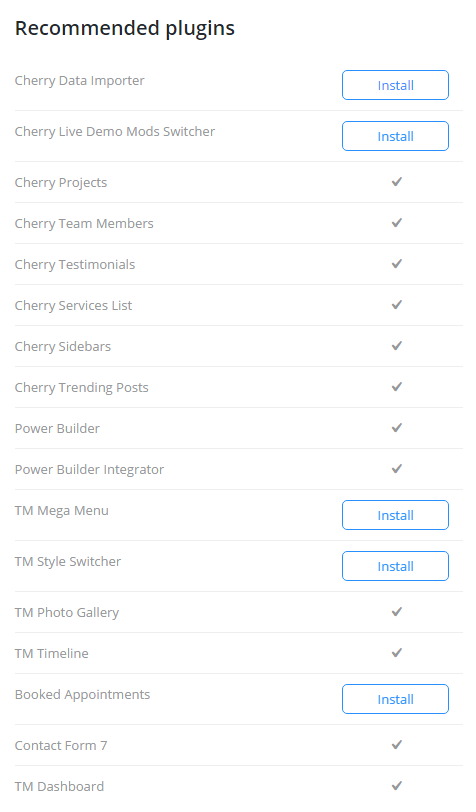 Recommended plugins
Cherry Data Importer Install
Cherry Live Demo Mods Switcher Install
Cherry Projects
Cherry Team Members
Cherry Testimonials
Cherry Services List
Cherry Sidebars
Cherry Trending Posts
Power Builder
Power Builder Integrator
TM Mega Menu Install
TM Style Switcher Install
TM Photo Gallery
TM Timeline
Booked Appointments Install
Contact Form 7
TM Dashboard